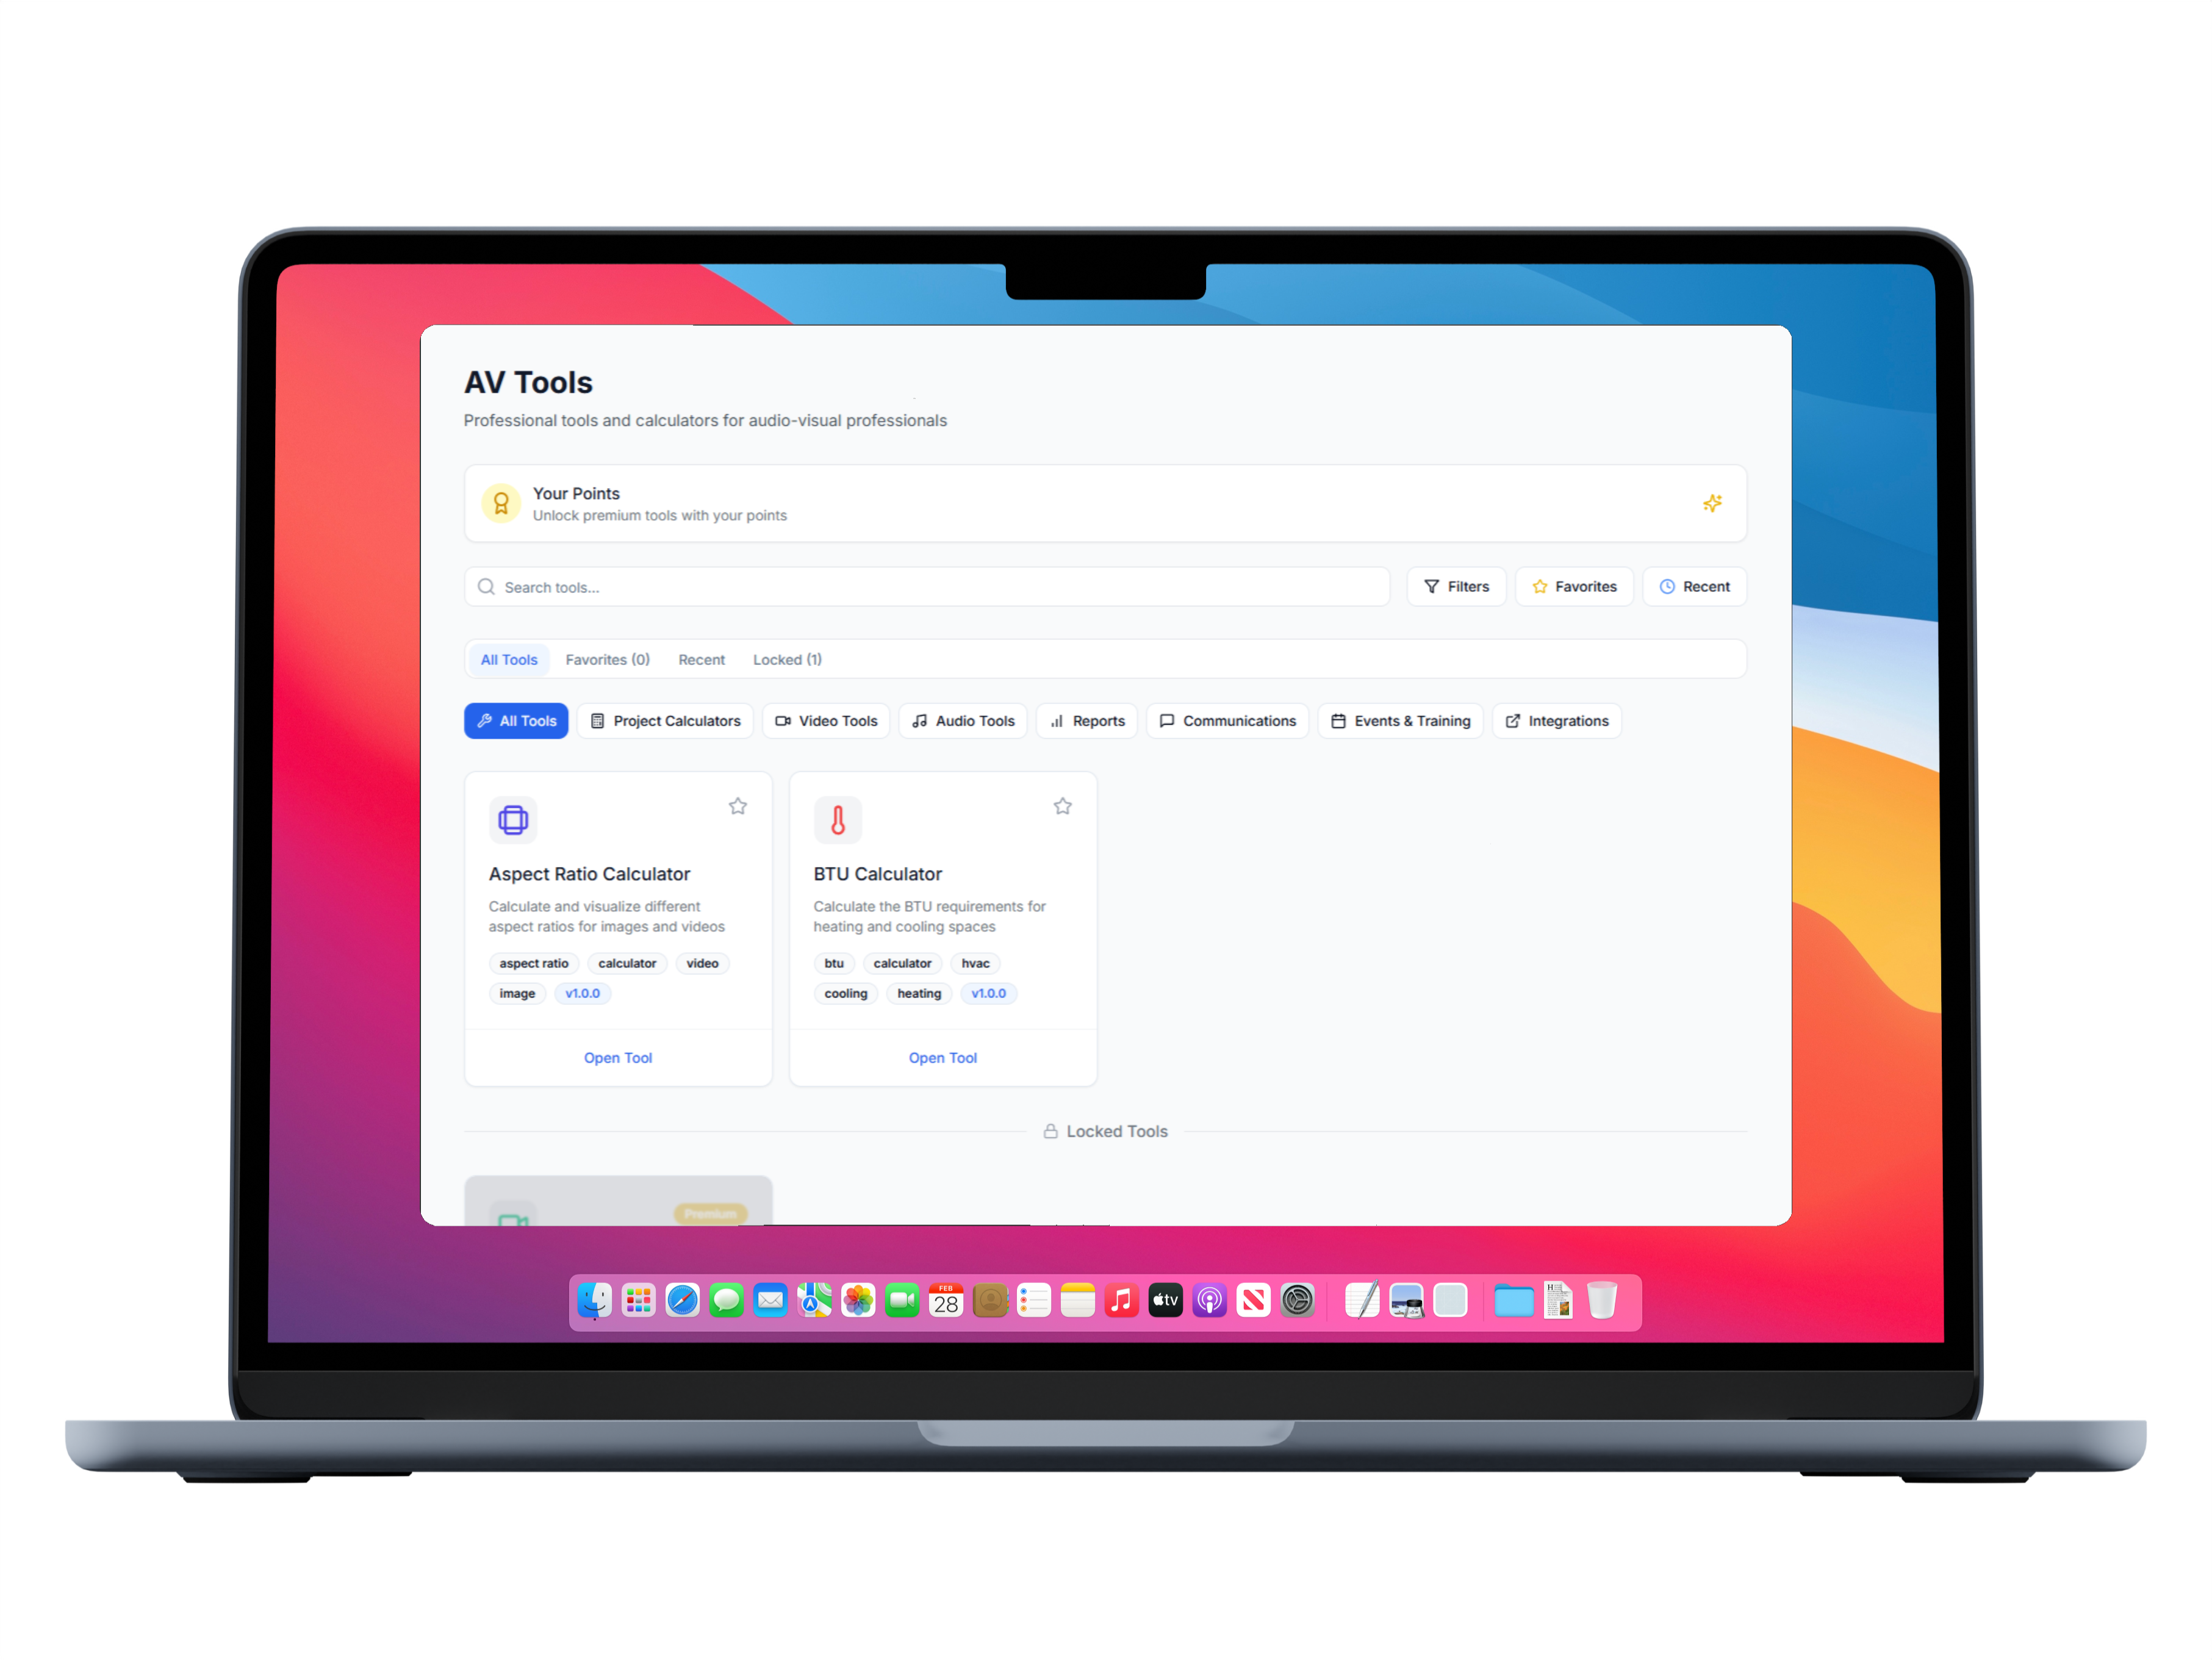 AV Tools
Professional tools and calculators for audio-visual professionals
Your Points
Unlock premium tools with your points
Search tools...
Filters
Favorites
Recent
All Tools
Favorites (0)
Recent
Locked (1)
All Tools
Project Calculators
Video Tools
Audio Tools
Reports
Communications
Events & Training
Integrations
Aspect Ratio Calculator
Calculate and visualize different
aspect ratios for images and videos
aspect ratio
calculator
video
image
v1.0.0
Open Tool
BTU Calculator
Calculate the BTU requirements for
heating and cooling spaces
btu
calculator
hvac
cooling
heating
v1.0.0
Open Tool
Locked Tools
Premium
FEB
28
tv